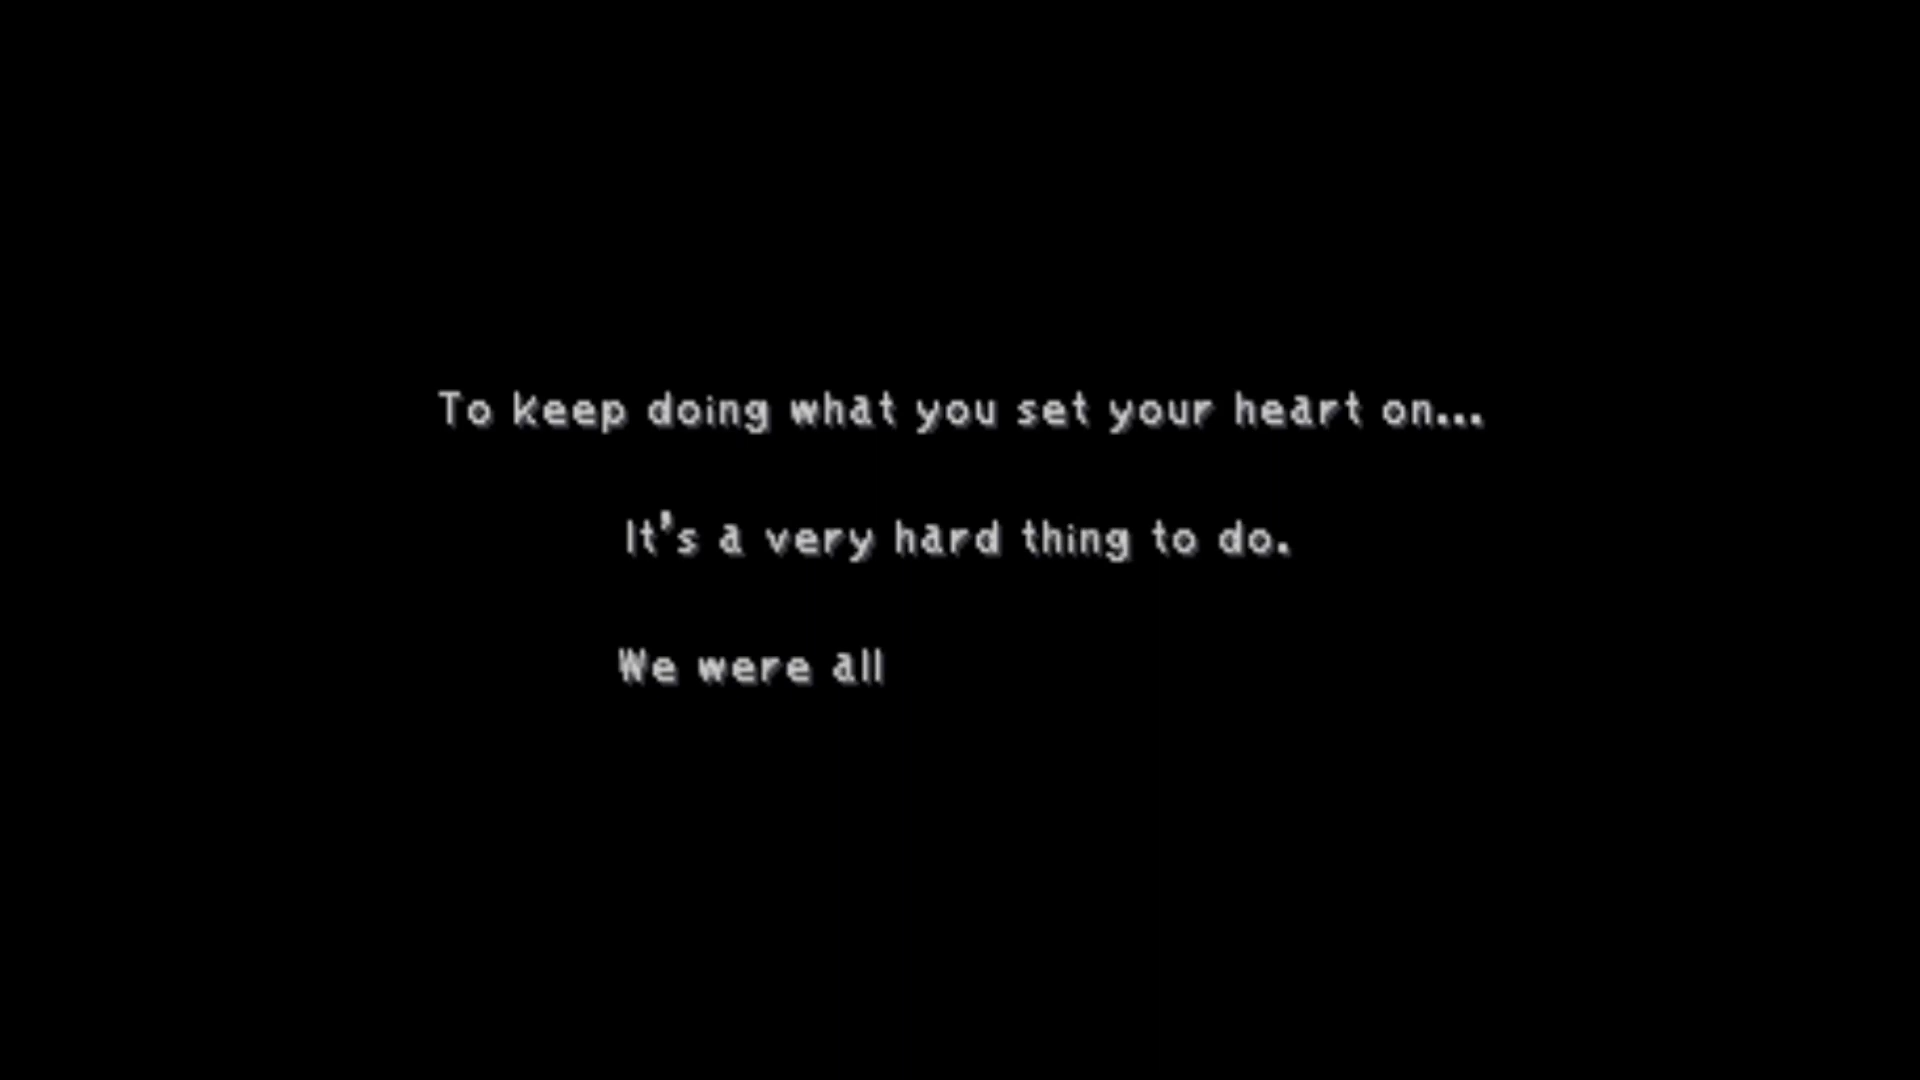 To keep doing what you set your heart on...
It's a very hard thing to do.
We were all